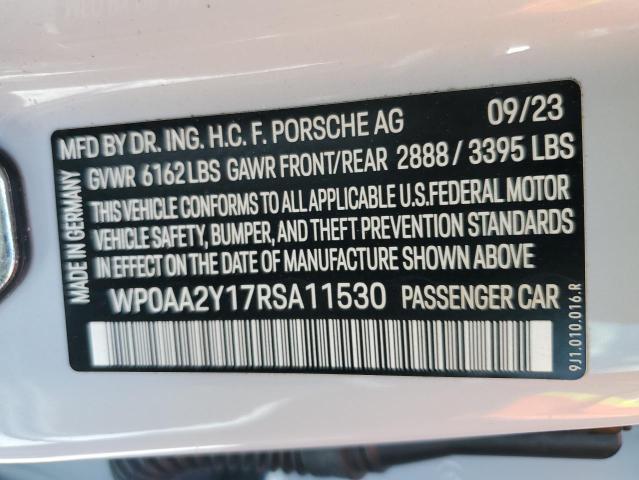 MFD BY DR. ING. H.C. F. PORSCHE AG 09/23
GVWR 6162 LBS GAWR FRONT/REAR 2888 / 3395 LBS
THIS VEHICLE CONFORMS TO ALL APPLICABLE U.S.FEDERAL MOTOR
VEHICLE SAFETY, BUMPER, AND THEFT PREVENTION STANDARDS
IN EFFECT ON THE DATE OF MANUFACTURE SHOWN ABOVE
WP0AA2Y17RSA11530 PASSENGER CAR
MADE IN GERMANY
9J1.010.016.R